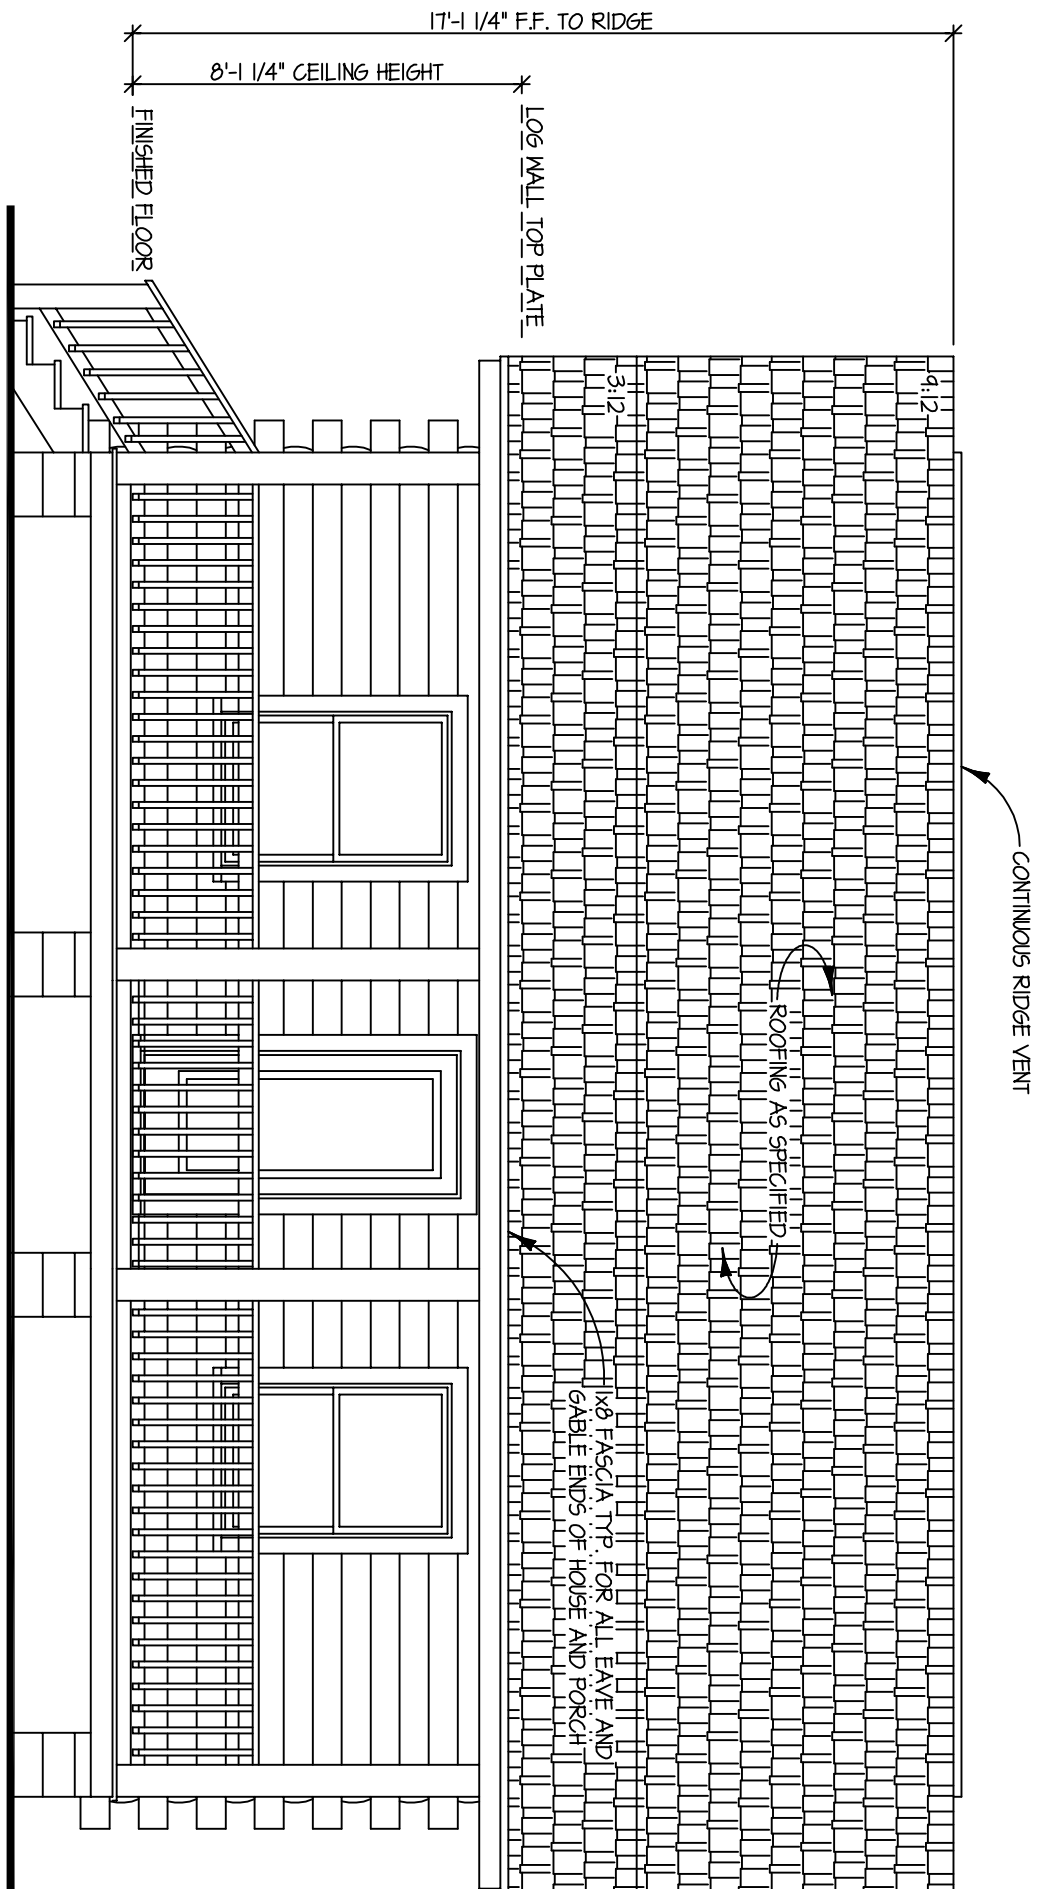 17'-1 1/4" F.F. TO RIDGE
8'-1 1/4" CEILING HEIGHT
FINISHED FLOOR
LOG WALL TOP PLATE
9:12
3:12
CONTINUOUS RIDGE VENT
ROOFING AS SPECIFIED
1x8 FASCIA TYP. FOR ALL EAVE AND
GABLE ENDS OF HOUSE AND PORCH